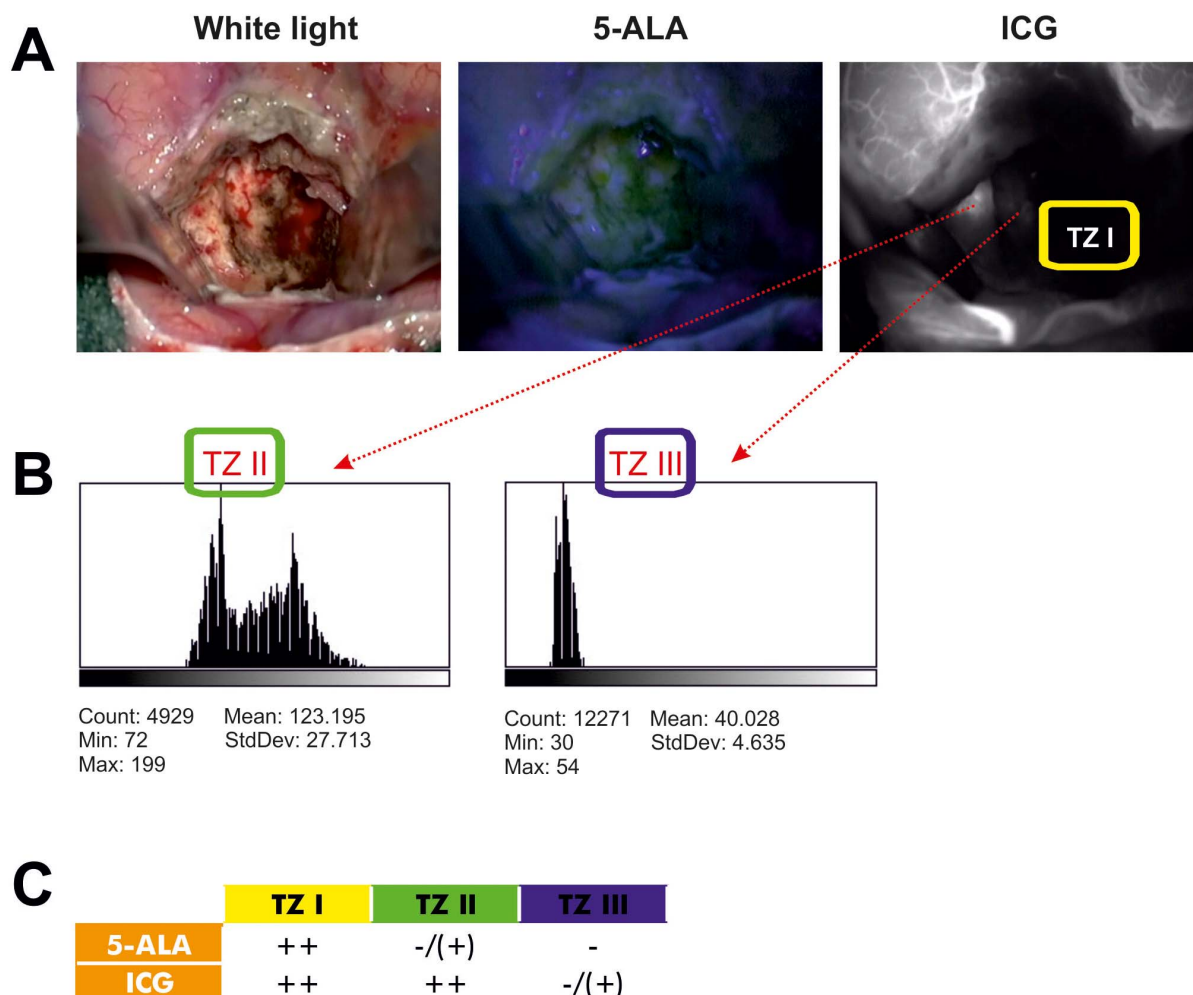 A
White light
5-ALA
ICG
TZ I
B
TZ II
TZ III
Count: 4929 Mean: 123.195
Min: 72 StdDev: 27.713
Max: 199
Count: 12271 Mean: 40.028
Min: 30 StdDev: 4.635
Max: 54
C
TZ I TZ II TZ III
5-ALA ++ -/(+) -
ICG ++ ++ -/(+)